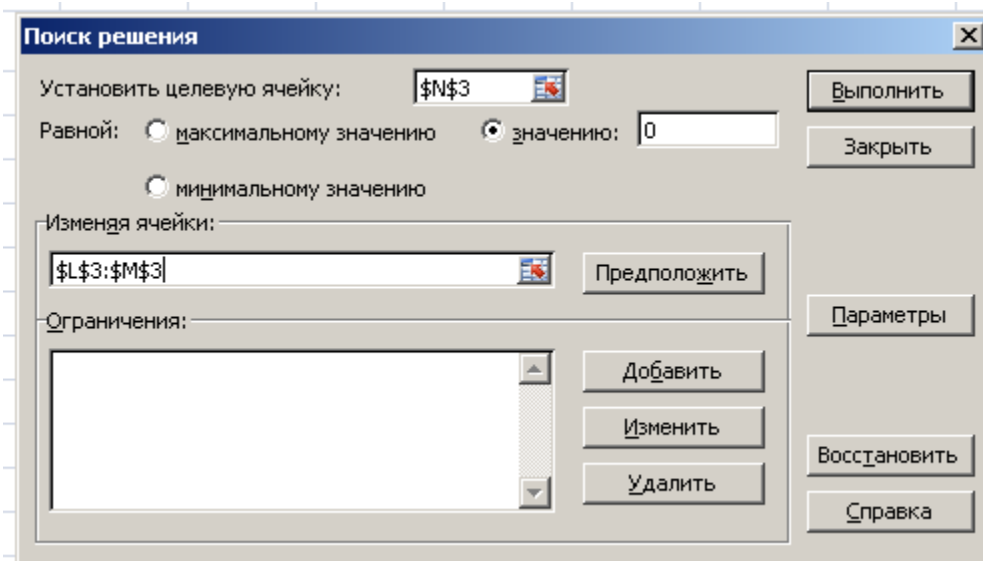 Поиск решения
Установить целевую ячейку: $N$3
Выполнить
Равной: максимальному значению значению: 0
Закрыть
минимальному значению
Изменяя ячейки:
$L$3:$M$3
Предположить
Ограничения:
Параметры
Добавить
Изменить
Удалить
Восстановить
Справка